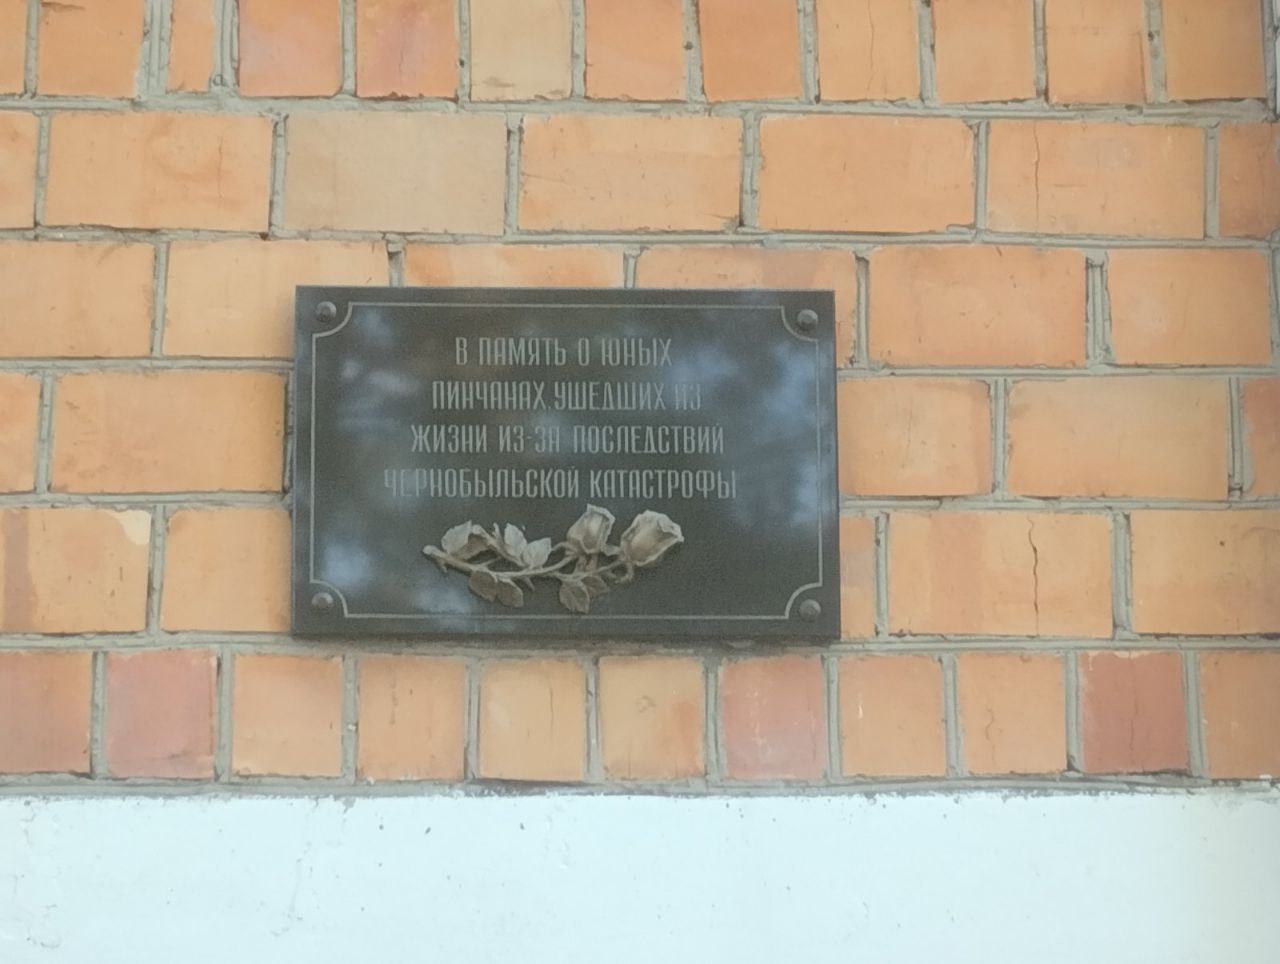 В ПАМЯТЬ О ЮНЫХ
ПИНЧАНАХ, УШЕДШИХ ИЗ
ЖИЗНИ ИЗ-ЗА ПОСЛЕДСТВИЙ
ЧЕРНОБЫЛЬСКОЙ КАТАСТРОФЫ